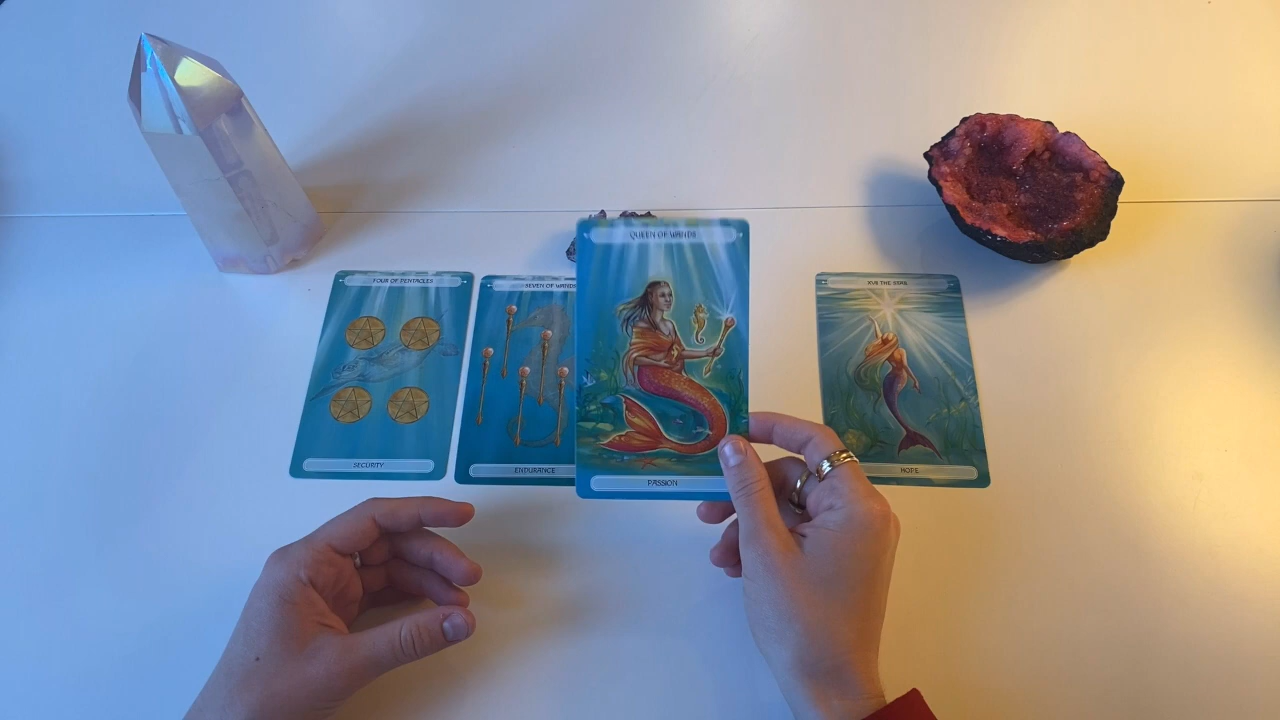 FOUR OF PENTACLES
SECURITY
SEVEN OF WANDS
ENDURANCE
QUEEN OF WANDS
PASSION
XVII THE STAR
HOPE